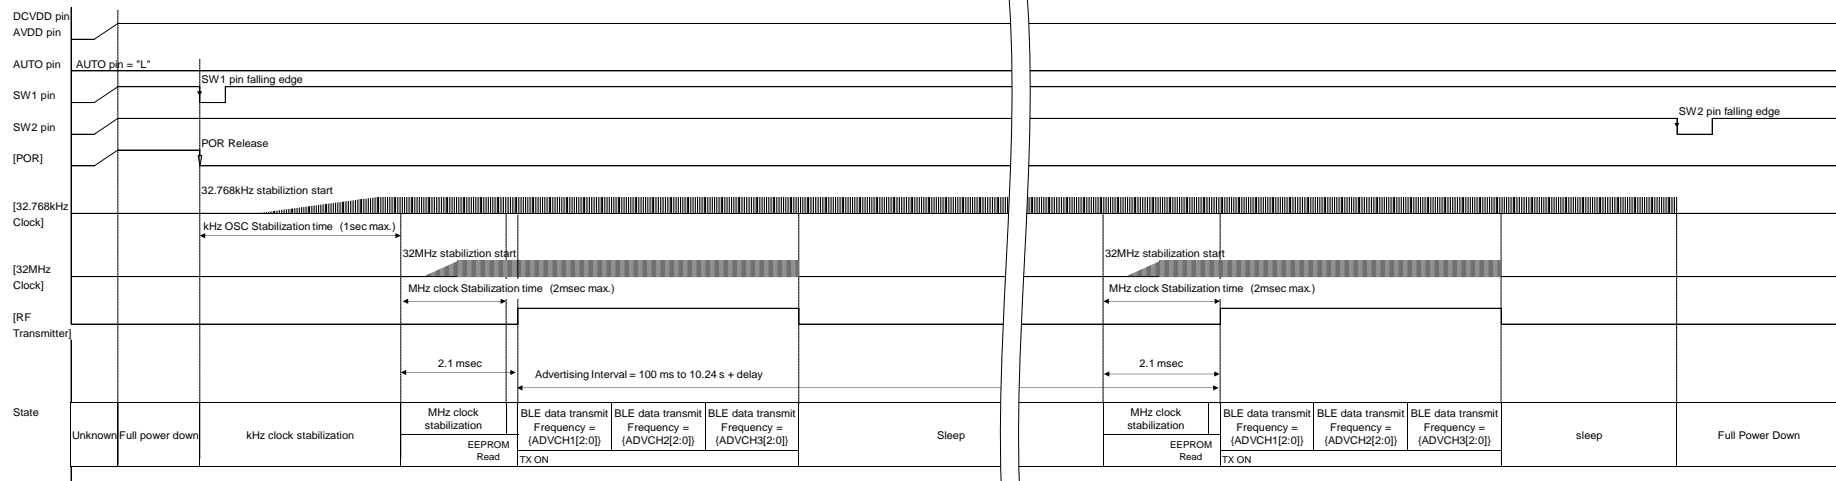 DCVDD pin
AVDD pin
AUTO pin
AUTO pin = "L"
SW1 pin falling edge
SW1 pin
SW2 pin falling edge
SW2 pin
POR Release
[POR]
32.768kHz stabiliztion start
[32.768kHz
Clock]
kHz OSC Stabilization time (1sec max.)
32MHz stabiliztion start
32MHz stabiliztion start
[32MHz
Clock]
MHz clock Stabilization time (2msec max.)
MHz clock Stabilization time (2msec max.)
[RF
Transmitter]
2.1 msec
2.1 msec
Advertising Interval = 100 ms to 10.24 s + delay
State
Unknown
Full power down
kHz clock stabilization
MHz clock
stabilization
EEPROM
Read
BLE data transmit
Frequency =
{ADVCH1[2:0]}
BLE data transmit
Frequency =
{ADVCH2[2:0]}
BLE data transmit
Frequency =
{ADVCH3[2:0]}
TX ON
Sleep
MHz clock
stabilization
EEPROM
Read
BLE data transmit
Frequency =
{ADVCH1[2:0]}
BLE data transmit
Frequency =
{ADVCH2[2:0]}
BLE data transmit
Frequency =
{ADVCH3[2:0]}
TX ON
sleep
Full Power Down